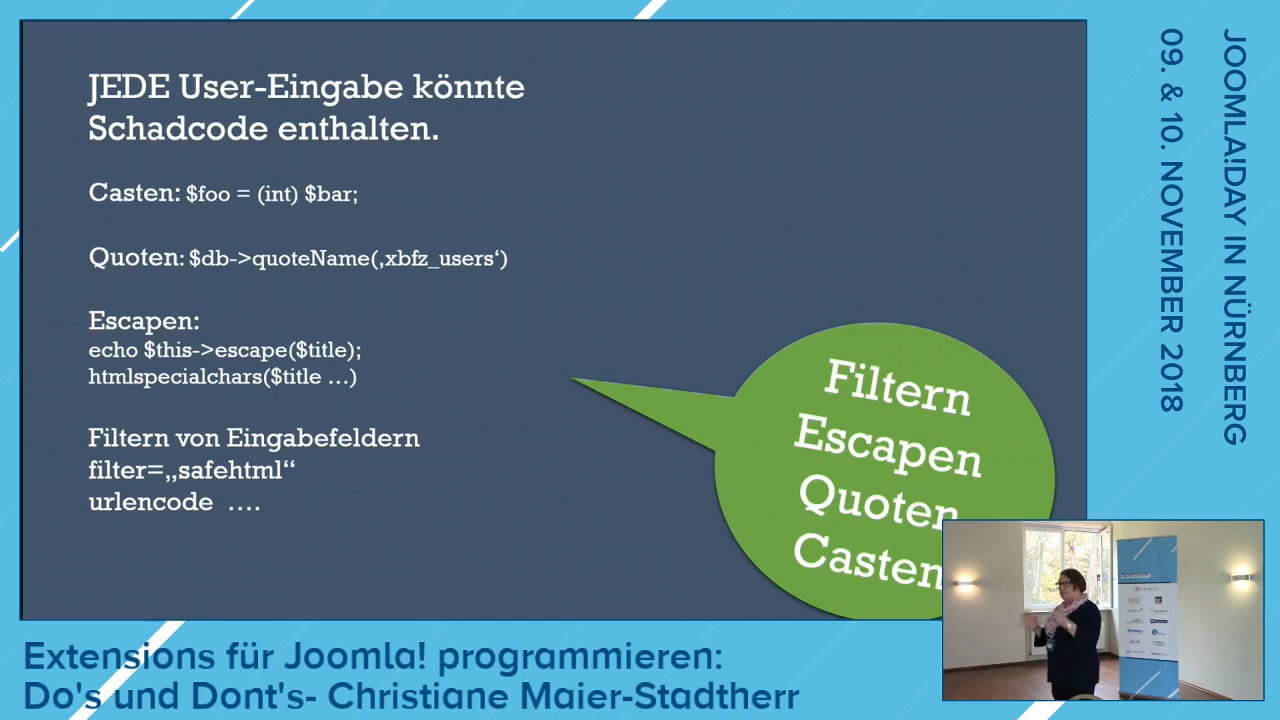 JEDE User-Eingabe könnte
Schadcode enthalten.
Casten: $foo = (int) $bar;
Quoten: $db->quoteName(‚xbfz_users‘)
Escapen:
echo $this->escape($title);
htmlspecialchars($title …)
Filtern von Eingabefeldern
filter=„safehtml“
urlencode ….
Filtern
Escapen
Quoten
Casten
JOOMLA!DAY IN NÜRNBERG
09. & 10. NOVEMBER 2018
Extensions für Joomla! programmieren:
Do's und Dont's- Christiane Maier-Stadtherr